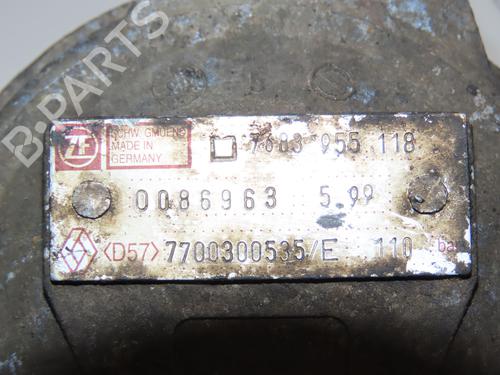 B-PARTS
ZF SCHW. GMUEND MADE IN GERMANY 7683 955 118
0086963 5.99
<D57> 7700300535/E 110 bar